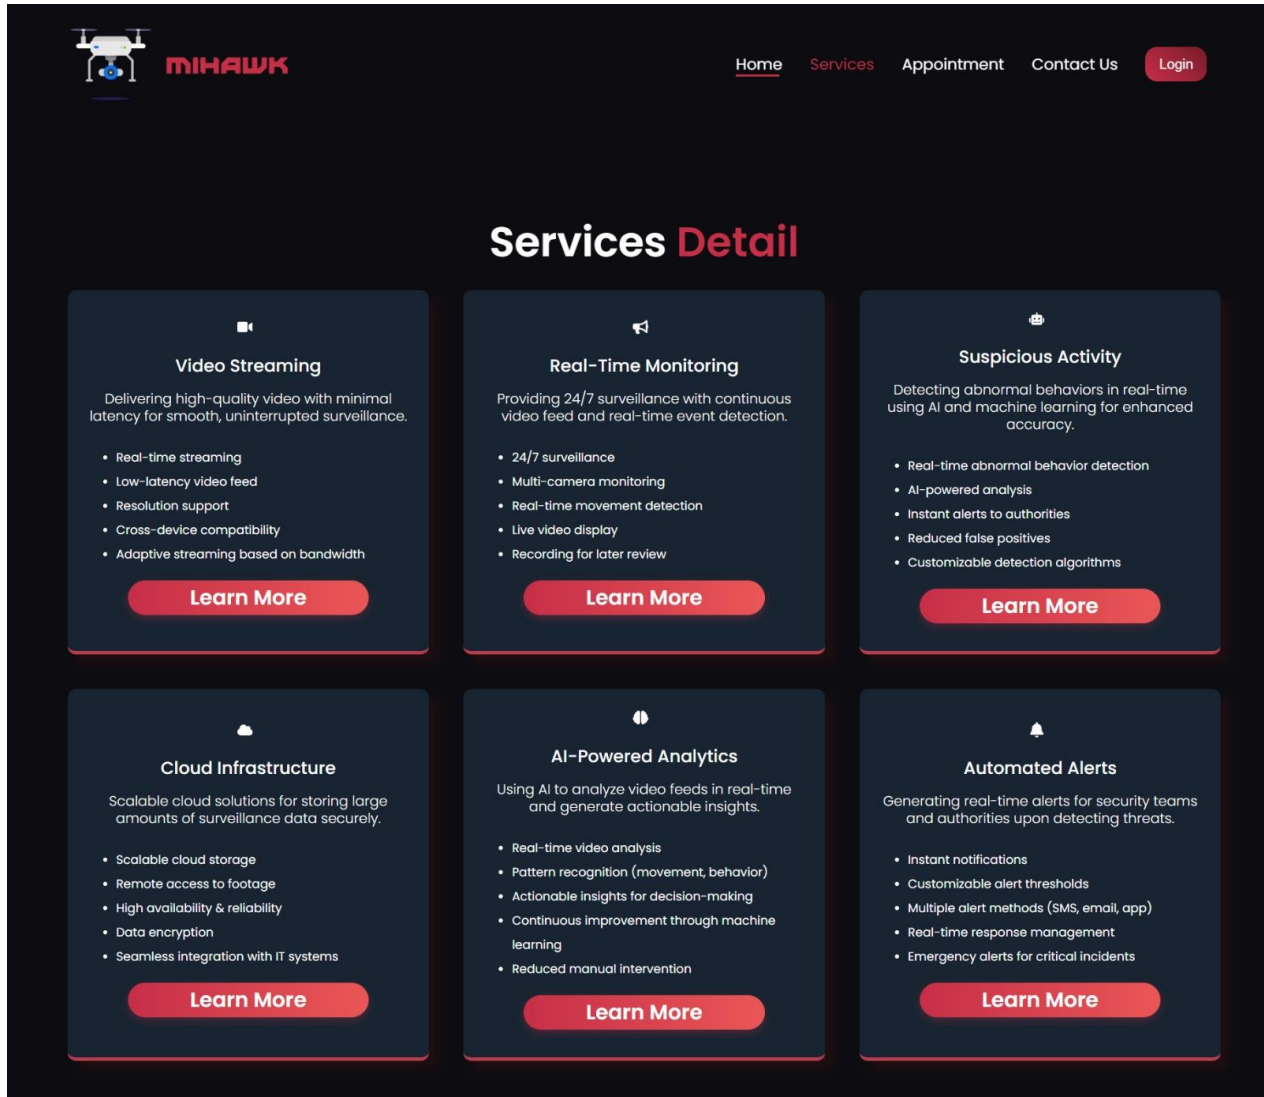 MIHAWK
Home Services Appointment Contact Us Login
Services Detail
Video Streaming
Delivering high-quality video with minimal
latency for smooth, uninterrupted surveillance.
• Real-time streaming
• Low-latency video feed
• Resolution support
• Cross-device compatibility
• Adaptive streaming based on bandwidth
Learn More
Real-Time Monitoring
Providing 24/7 surveillance with continuous
video feed and real-time event detection.
• 24/7 surveillance
• Multi-camera monitoring
• Real-time movement detection
• Live video display
• Recording for later review
Learn More
Suspicious Activity
Detecting abnormal behaviors in real-time
using AI and machine learning for enhanced
accuracy.
• Real-time abnormal behavior detection
• AI-powered analysis
• Instant alerts to authorities
• Reduced false positives
• Customizable detection algorithms
Learn More
Cloud Infrastructure
Scalable cloud solutions for storing large
amounts of surveillance data securely.
• Scalable cloud storage
• Remote access to footage
• High availability & reliability
• Data encryption
• Seamless integration with IT systems
Learn More
AI-Powered Analytics
Using AI to analyze video feeds in real-time
and generate actionable insights.
• Real-time video analysis
• Pattern recognition (movement, behavior)
• Actionable insights for decision-making
• Continuous improvement through machine
learning
• Reduced manual intervention
Learn More
Automated Alerts
Generating real-time alerts for security teams
and authorities upon detecting threats.
• Instant notifications
• Customizable alert thresholds
• Multiple alert methods (SMS, email, app)
• Real-time response management
• Emergency alerts for critical incidents
Learn More